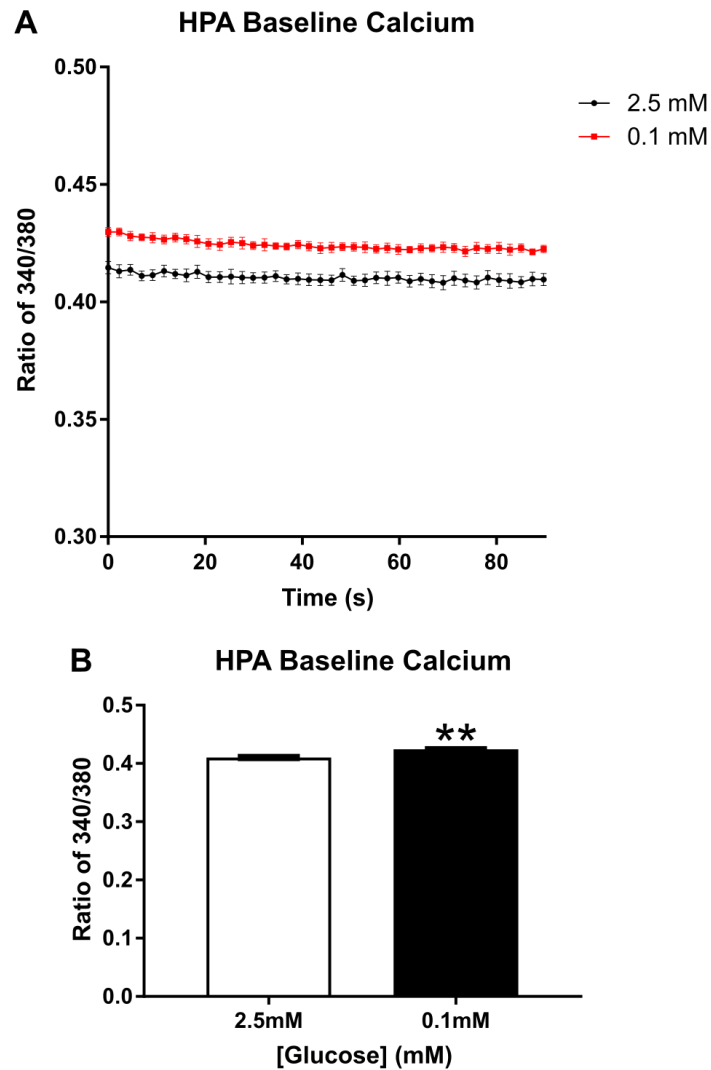 A
HPA Baseline Calcium
0.50
0.45
0.40
0.35
0.30
Ratio of 340/380
0
20
40
60
80
Time (s)
2.5 mM
0.1 mM
B
HPA Baseline Calcium
0.5
0.4
0.3
0.2
0.1
0.0
Ratio of 340/380
**
2.5mM
0.1mM
[Glucose] (mM)